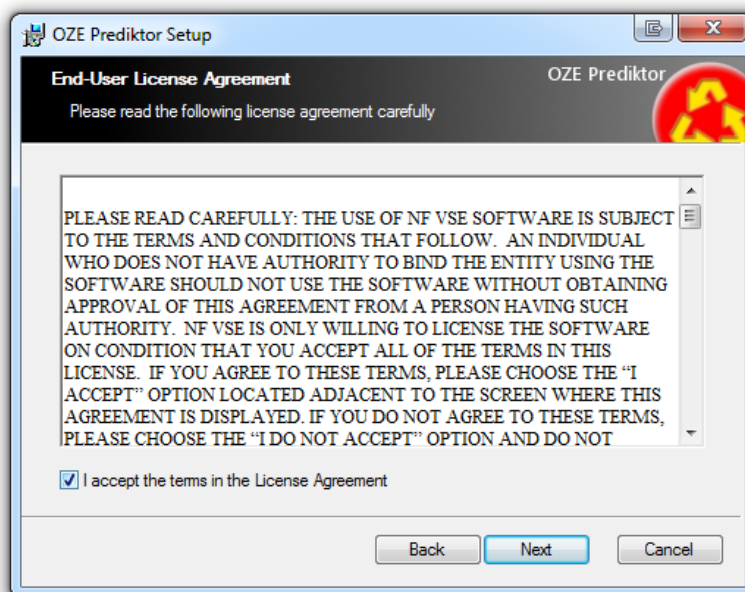 OZE Prediktor Setup
End-User License Agreement
OZE Prediktor
Please read the following license agreement carefully
PLEASE READ CAREFULLY: THE USE OF NF VSE SOFTWARE IS SUBJECT
TO THE TERMS AND CONDITIONS THAT FOLLOW.  AN INDIVIDUAL
WHO DOES NOT HAVE AUTHORITY TO BIND THE ENTITY USING THE
SOFTWARE SHOULD NOT USE THE SOFTWARE WITHOUT OBTAINING
APPROVAL OF THIS AGREEMENT FROM A PERSON HAVING SUCH
AUTHORITY.  NF VSE IS ONLY WILLING TO LICENSE THE SOFTWARE
ON CONDITION THAT YOU ACCEPT ALL OF THE TERMS IN THIS
LICENSE.  IF YOU AGREE TO THESE TERMS, PLEASE CHOOSE THE “I
ACCEPT” OPTION LOCATED ADJACENT TO THE SCREEN WHERE THIS
AGREEMENT IS DISPLAYED. IF YOU DO NOT AGREE TO THESE TERMS,
PLEASE CHOOSE THE “I DO NOT ACCEPT” OPTION AND DO NOT
I accept the terms in the License Agreement
Back
Next
Cancel